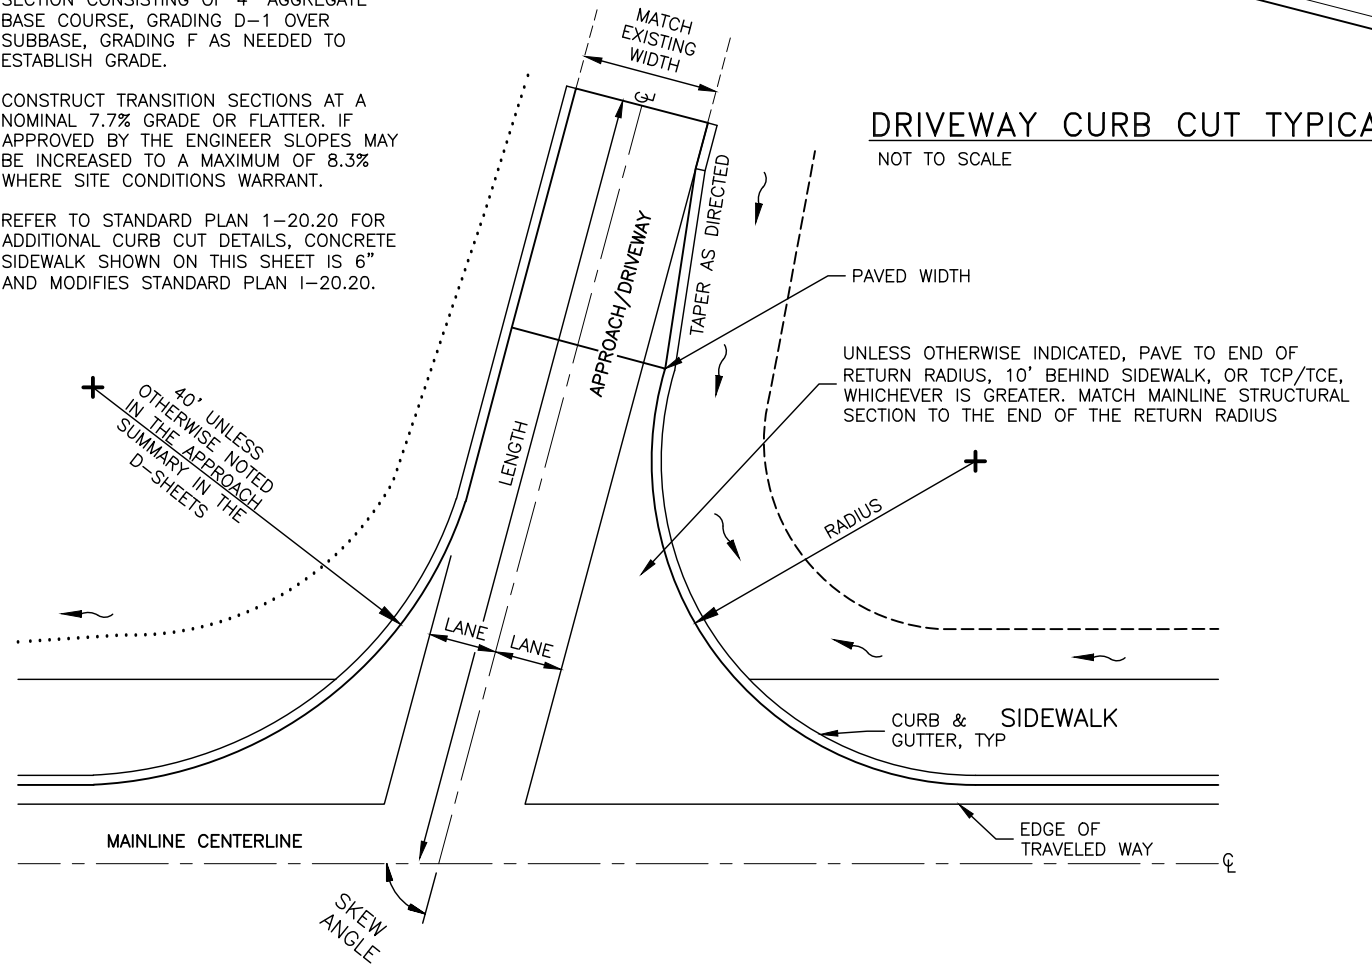 SECTION CONSISTING OF 4" AGGREGATE
BASE COURSE, GRADING D-1 OVER
SUBBASE, GRADING F AS NEEDED TO
ESTABLISH GRADE.
CONSTRUCT TRANSITION SECTIONS AT A
NOMINAL 7.7% GRADE OR FLATTER. IF
APPROVED BY THE ENGINEER SLOPES MAY
BE INCREASED TO A MAXIMUM OF 8.3%
WHERE SITE CONDITIONS WARRANT.
REFER TO STANDARD PLAN 1-20.20 FOR
ADDITIONAL CURB CUT DETAILS, CONCRETE
SIDEWALK SHOWN ON THIS SHEET IS 6"
AND MODIFIES STANDARD PLAN I-20.20.
MATCH
EXISTING
WIDTH
DRIVEWAY CURB CUT TYPICA
NOT TO SCALE
TAPER AS DIRECTED
APPROACH/DRIVEWAY
PAVED WIDTH
UNLESS OTHERWISE INDICATED, PAVE TO END OF
RETURN RADIUS, 10' BEHIND SIDEWALK, OR TCP/TCE,
WHICHEVER IS GREATER. MATCH MAINLINE STRUCTURAL
SECTION TO THE END OF THE RETURN RADIUS
40' UNLESS
OTHERWISE NOTED
IN THE APPROACH
SUMMARY IN THE
D-SHEETS
LENGTH
RADIUS
LANE
LANE
CURB &
GUTTER, TYP
SIDEWALK
EDGE OF
TRAVELED WAY
MAINLINE CENTERLINE
SKEW
ANGLE